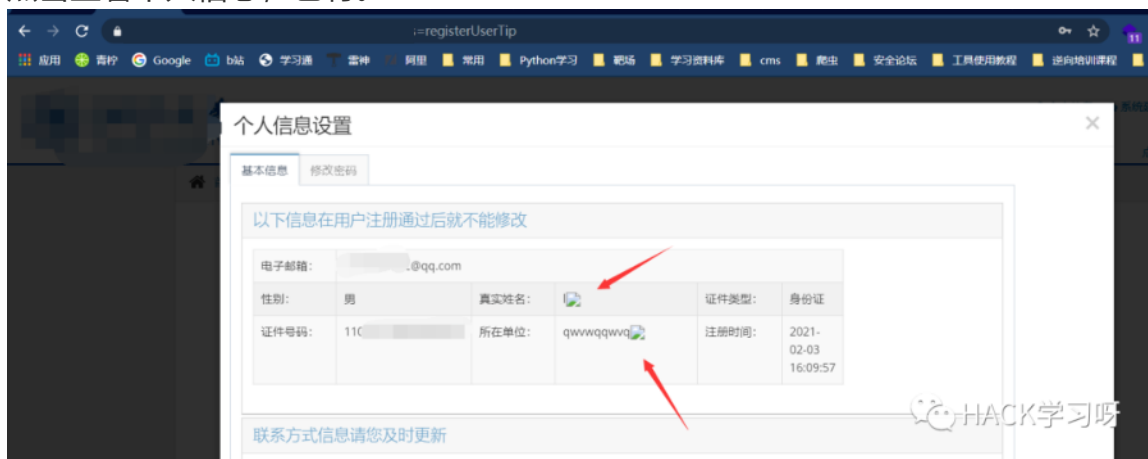 :=registerUserTip
11
应用 青柠 Google b站 学习通 雷神 阿里 常用 Python学习 靶场 学习资料库 cms 爬虫 安全论坛 工具使用教程 逆向培训课程
个人信息设置 ×
基本信息 修改密码
以下信息在用户注册通过后就不能修改
电子邮箱: @qq.com
性别: 男 真实姓名: 证件类型: 身份证
证件号码: 110 所在单位: qwvwqqwvq 注册时间: 2021-
02-03
16:09:57
联系方式信息请您及时更新
HACK学习呀